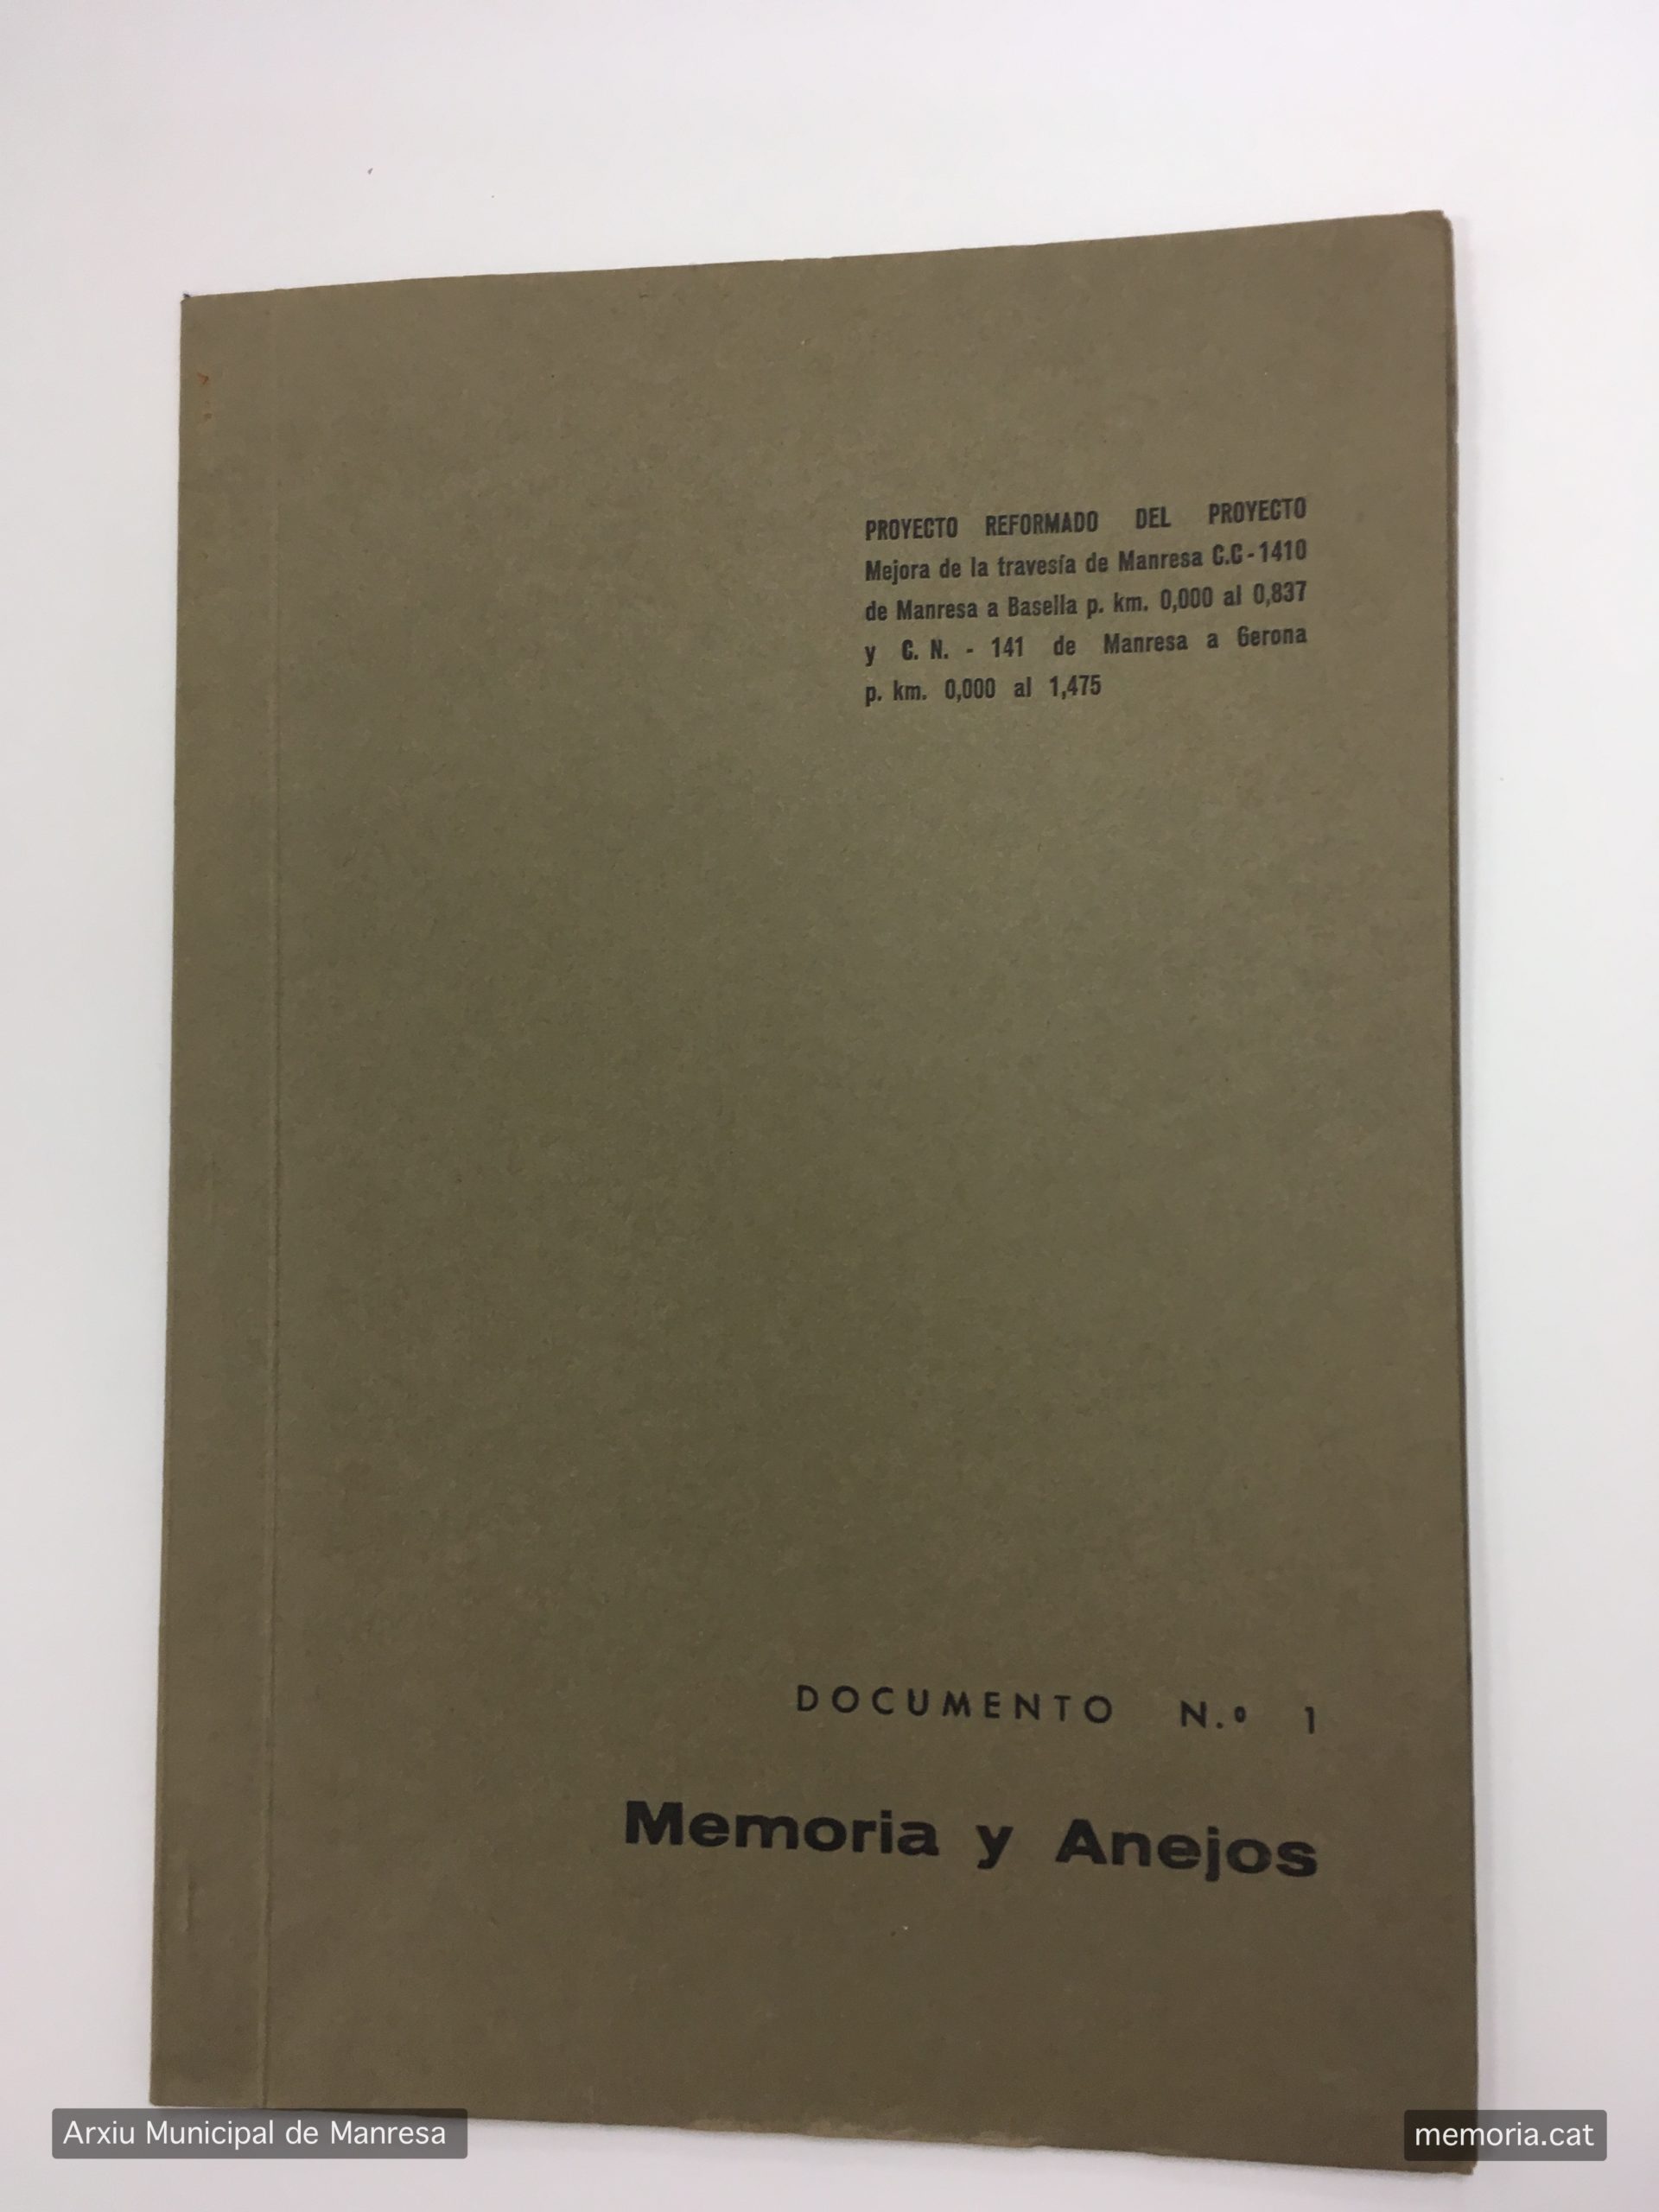 PROYECTO REFORMADO DEL PROYECTO
Mejora de la travesía de Manresa C.C-1410
de Manresa a Basella p. km. 0,000 al 0,837
y C. N. - 141 de Manresa a Gerona
p. km. 0,000 al 1,475
DOCUMENTO N.º 1
Memoria y Anejos
Arxiu Municipal de Manresa
memoria.cat